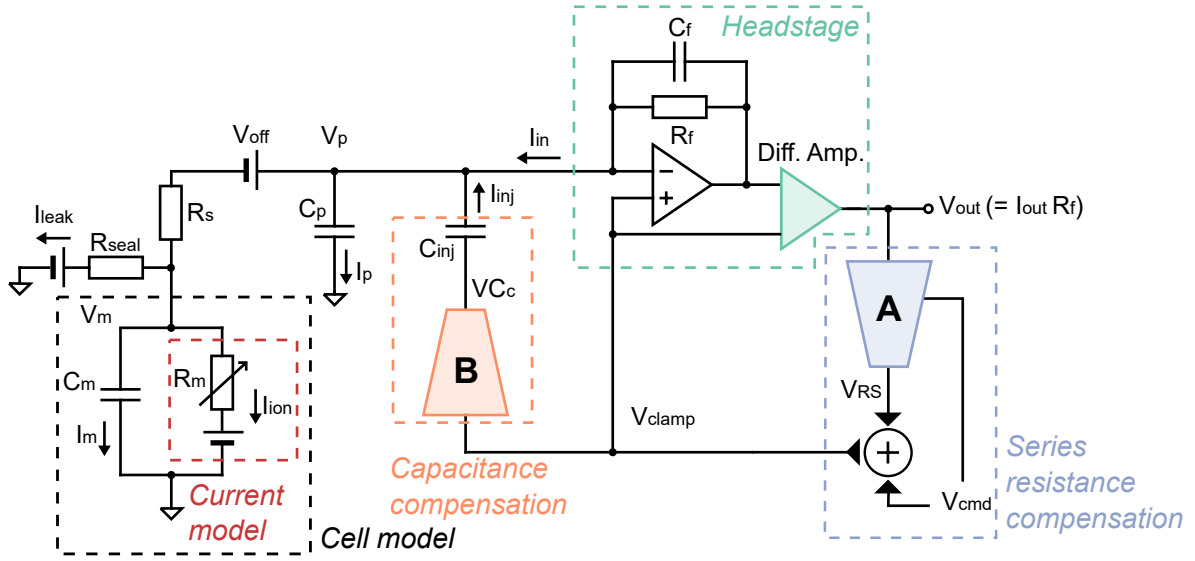 Headstage
Cf
Rf
Diff. Amp.
Voff
Vp
Iin
Iinj
Vout (= Iout Rf)
Rs
Cp
Cinj
Ip
Ileak
Rseal
VCc
A
B
Vm
Cm
Rm
Iion
Im
VRS
Vclamp
+
−
+
Vcmd
Capacitance
compensation
Series
resistance
compensation
Current
model
Cell model